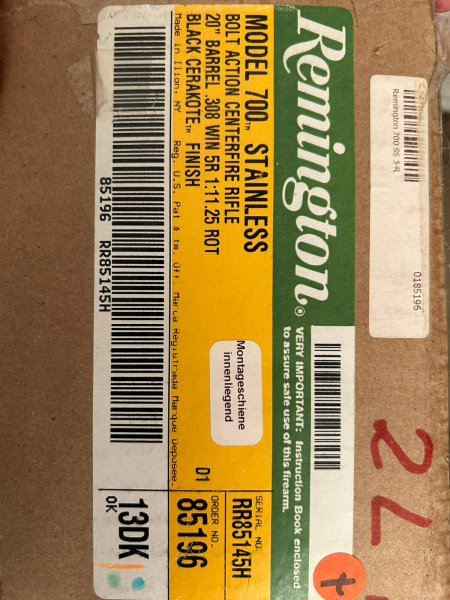 Remington®
VERY IMPORTANT: Instruction Book enclosed
to assure safe use of this firearm.
MODEL 700™ STAINLESS
BOLT ACTION CENTERFIRE RIFLE
20" BARREL .308 WIN 5R 1:11.25 ROT
BLACK CERAKOTE™ FINISH
Made in Ilion, NY Reg. U.S. Pat & tm. Off. Marca Registrada Marque Deposee.
Montageschiene
innenliegend
D1
SERIAL NO.
RR85145H
ORDER NO.
85196
85196 RR85145H
13DK
OK
Remington 700 SS 5-R
0185196
27
+